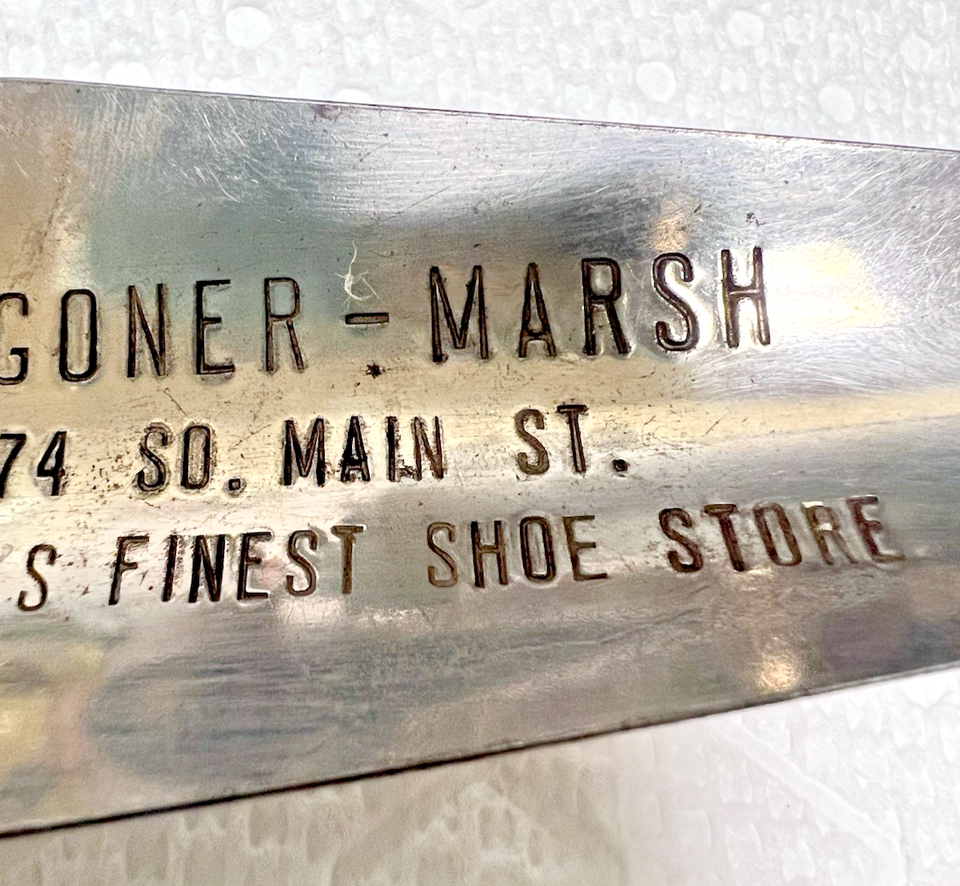 GONER - MARSH
74 SO. MAIN ST.
S FINEST SHOE STORE